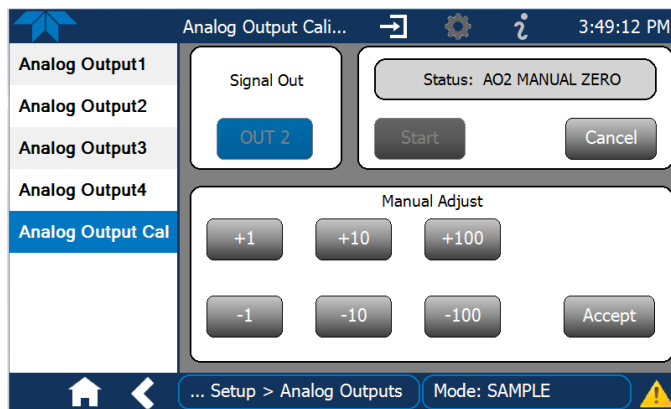 Analog Output Cali...
3:49:12 PM
Analog Output1
Analog Output2
Analog Output3
Analog Output4
Analog Output Cal
Signal Out
OUT 2
Status: AO2 MANUAL ZERO
Start
Cancel
Manual Adjust
+1
+10
+100
-1
-10
-100
Accept
... Setup > Analog Outputs
Mode: SAMPLE